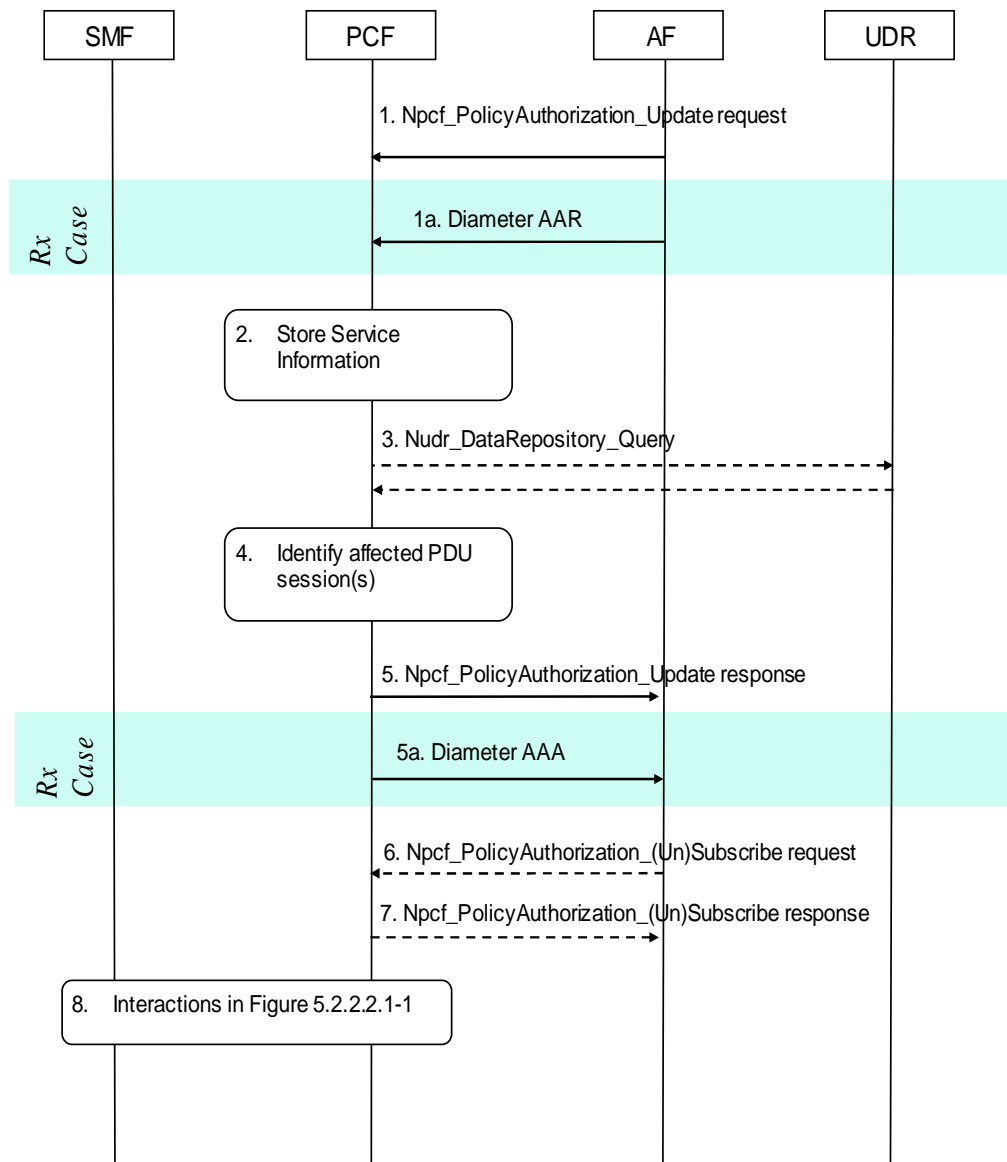 SMF
PCF
AF
UDR
1. Npcf_PolicyAuthorization_Update request
Rx
Case
1a. Diameter AAR
2. Store Service
Information
3. Nudr_DataRepository_Query
4. Identify affected PDU
session(s)
5. Npcf_PolicyAuthorization_Update response
Rx
Case
5a. Diameter AAA
6. Npcf_PolicyAuthorization_(Un)Subscribe request
7. Npcf_PolicyAuthorization_(Un)Subscribe response
8. Interactions in Figure 5.2.2.2.1-1